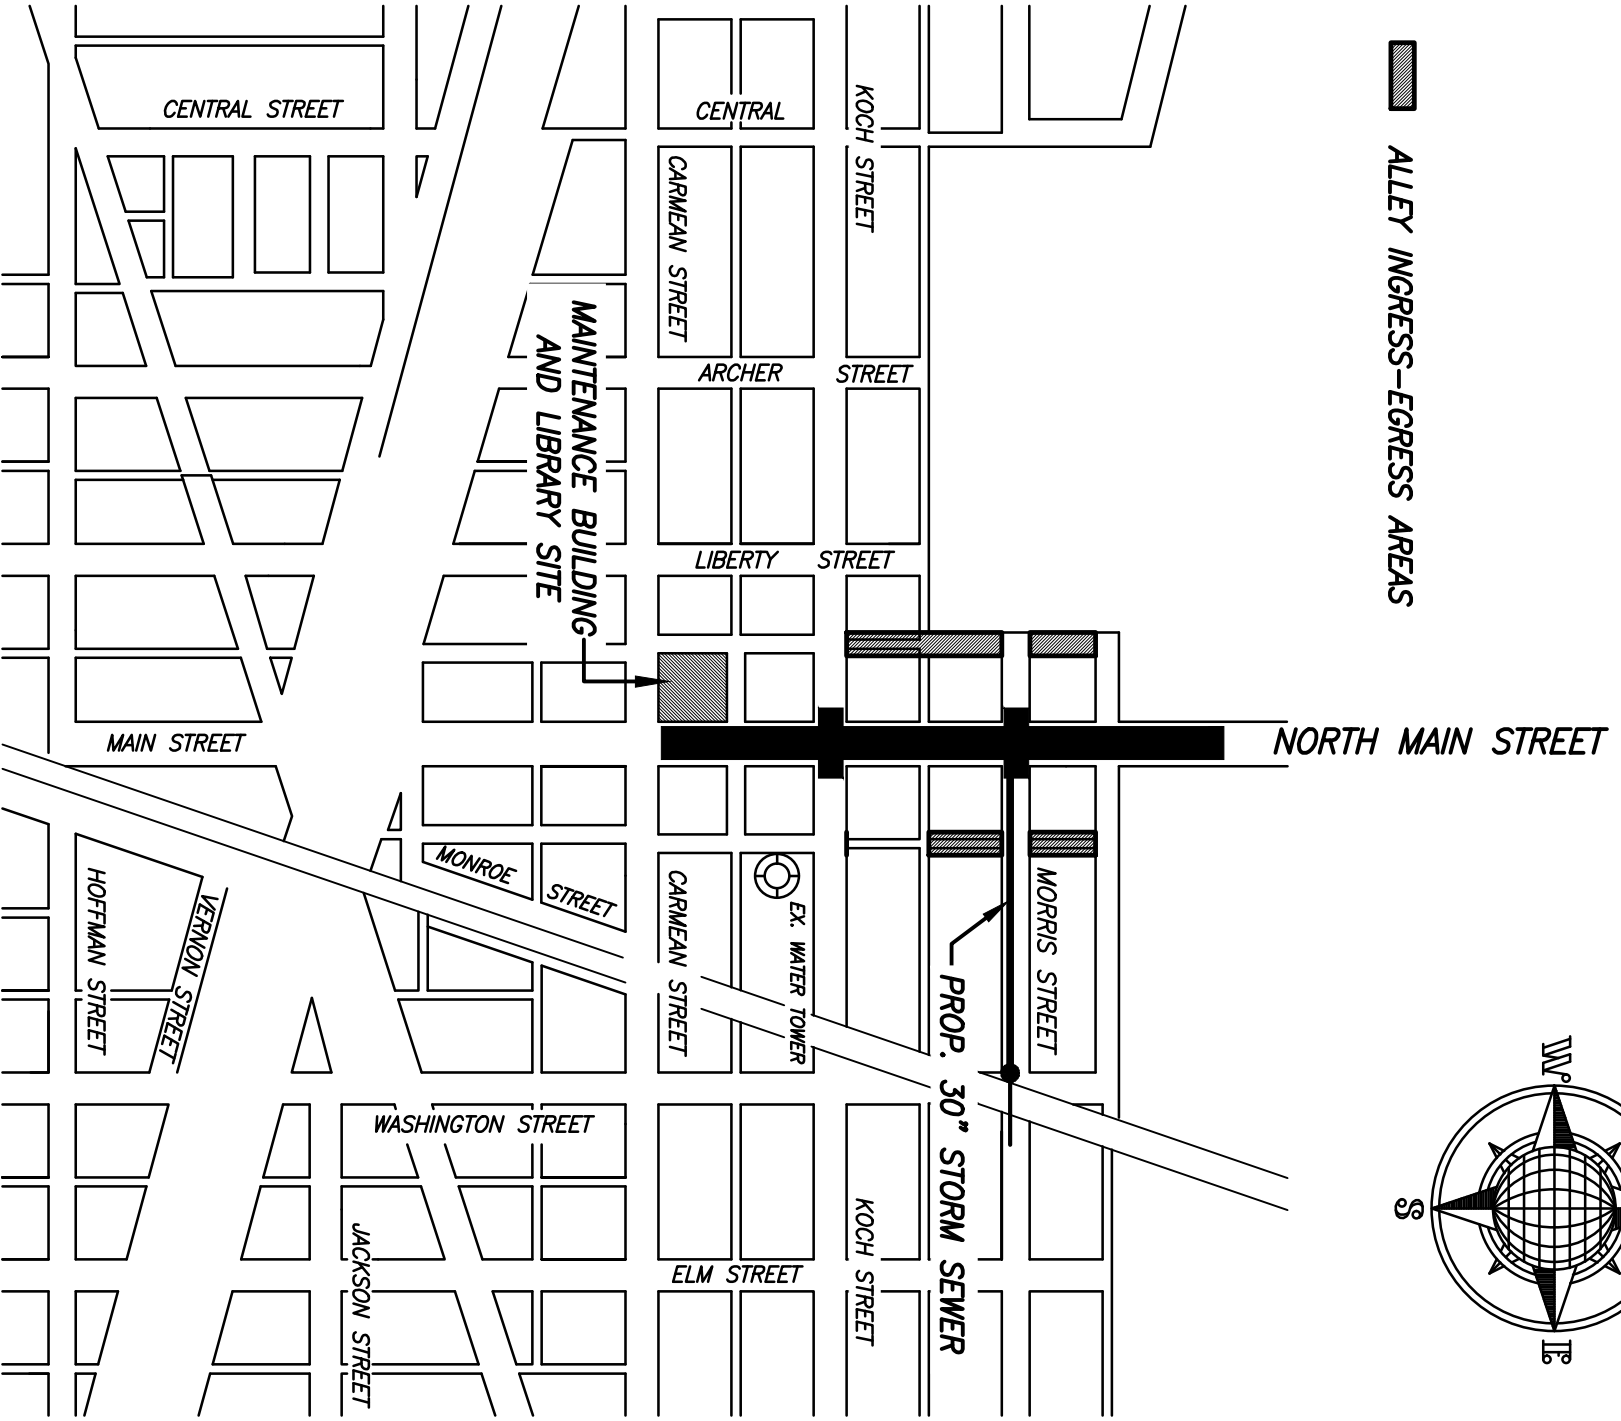 CENTRAL STREET
CENTRAL
KOCH STREET
CARMEAN STREET
ALLEY INGRESS-EGRESS AREAS
ARCHER STREET
MAINTENANCE BUILDING
AND LIBRARY SITE
LIBERTY STREET
MAIN STREET
NORTH MAIN STREET
MONROE STREET
HOFFMAN STREET
VERNON STREET
CARMEAN STREET
EX. WATER TOWER
MORRIS STREET
PROP. 30" STORM SEWER
WASHINGTON STREET
JACKSON STREET
ELM STREET
KOCH STREET
W
S
E